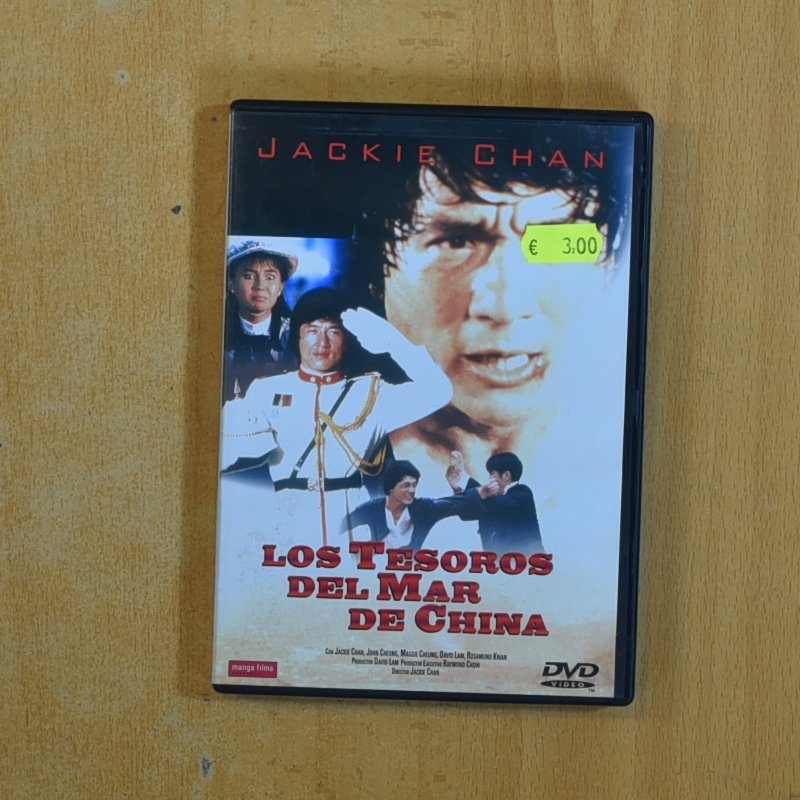 JACKIE CHAN
€ 3,00
LOS TESOROS
DEL MAR
DE CHINA
CON JACKIE CHAN, JOHN CHEUNG, MAGGIE CHEUNG, DAVID LAM, ROSAMUND KWAN
PRODUCTOR DAVID LAM PRODUCTOR EJECUTIVO RAYMOND CHOW
DIRECTOR JACKIE CHAN
manga films
DVD
VIDEO
TM